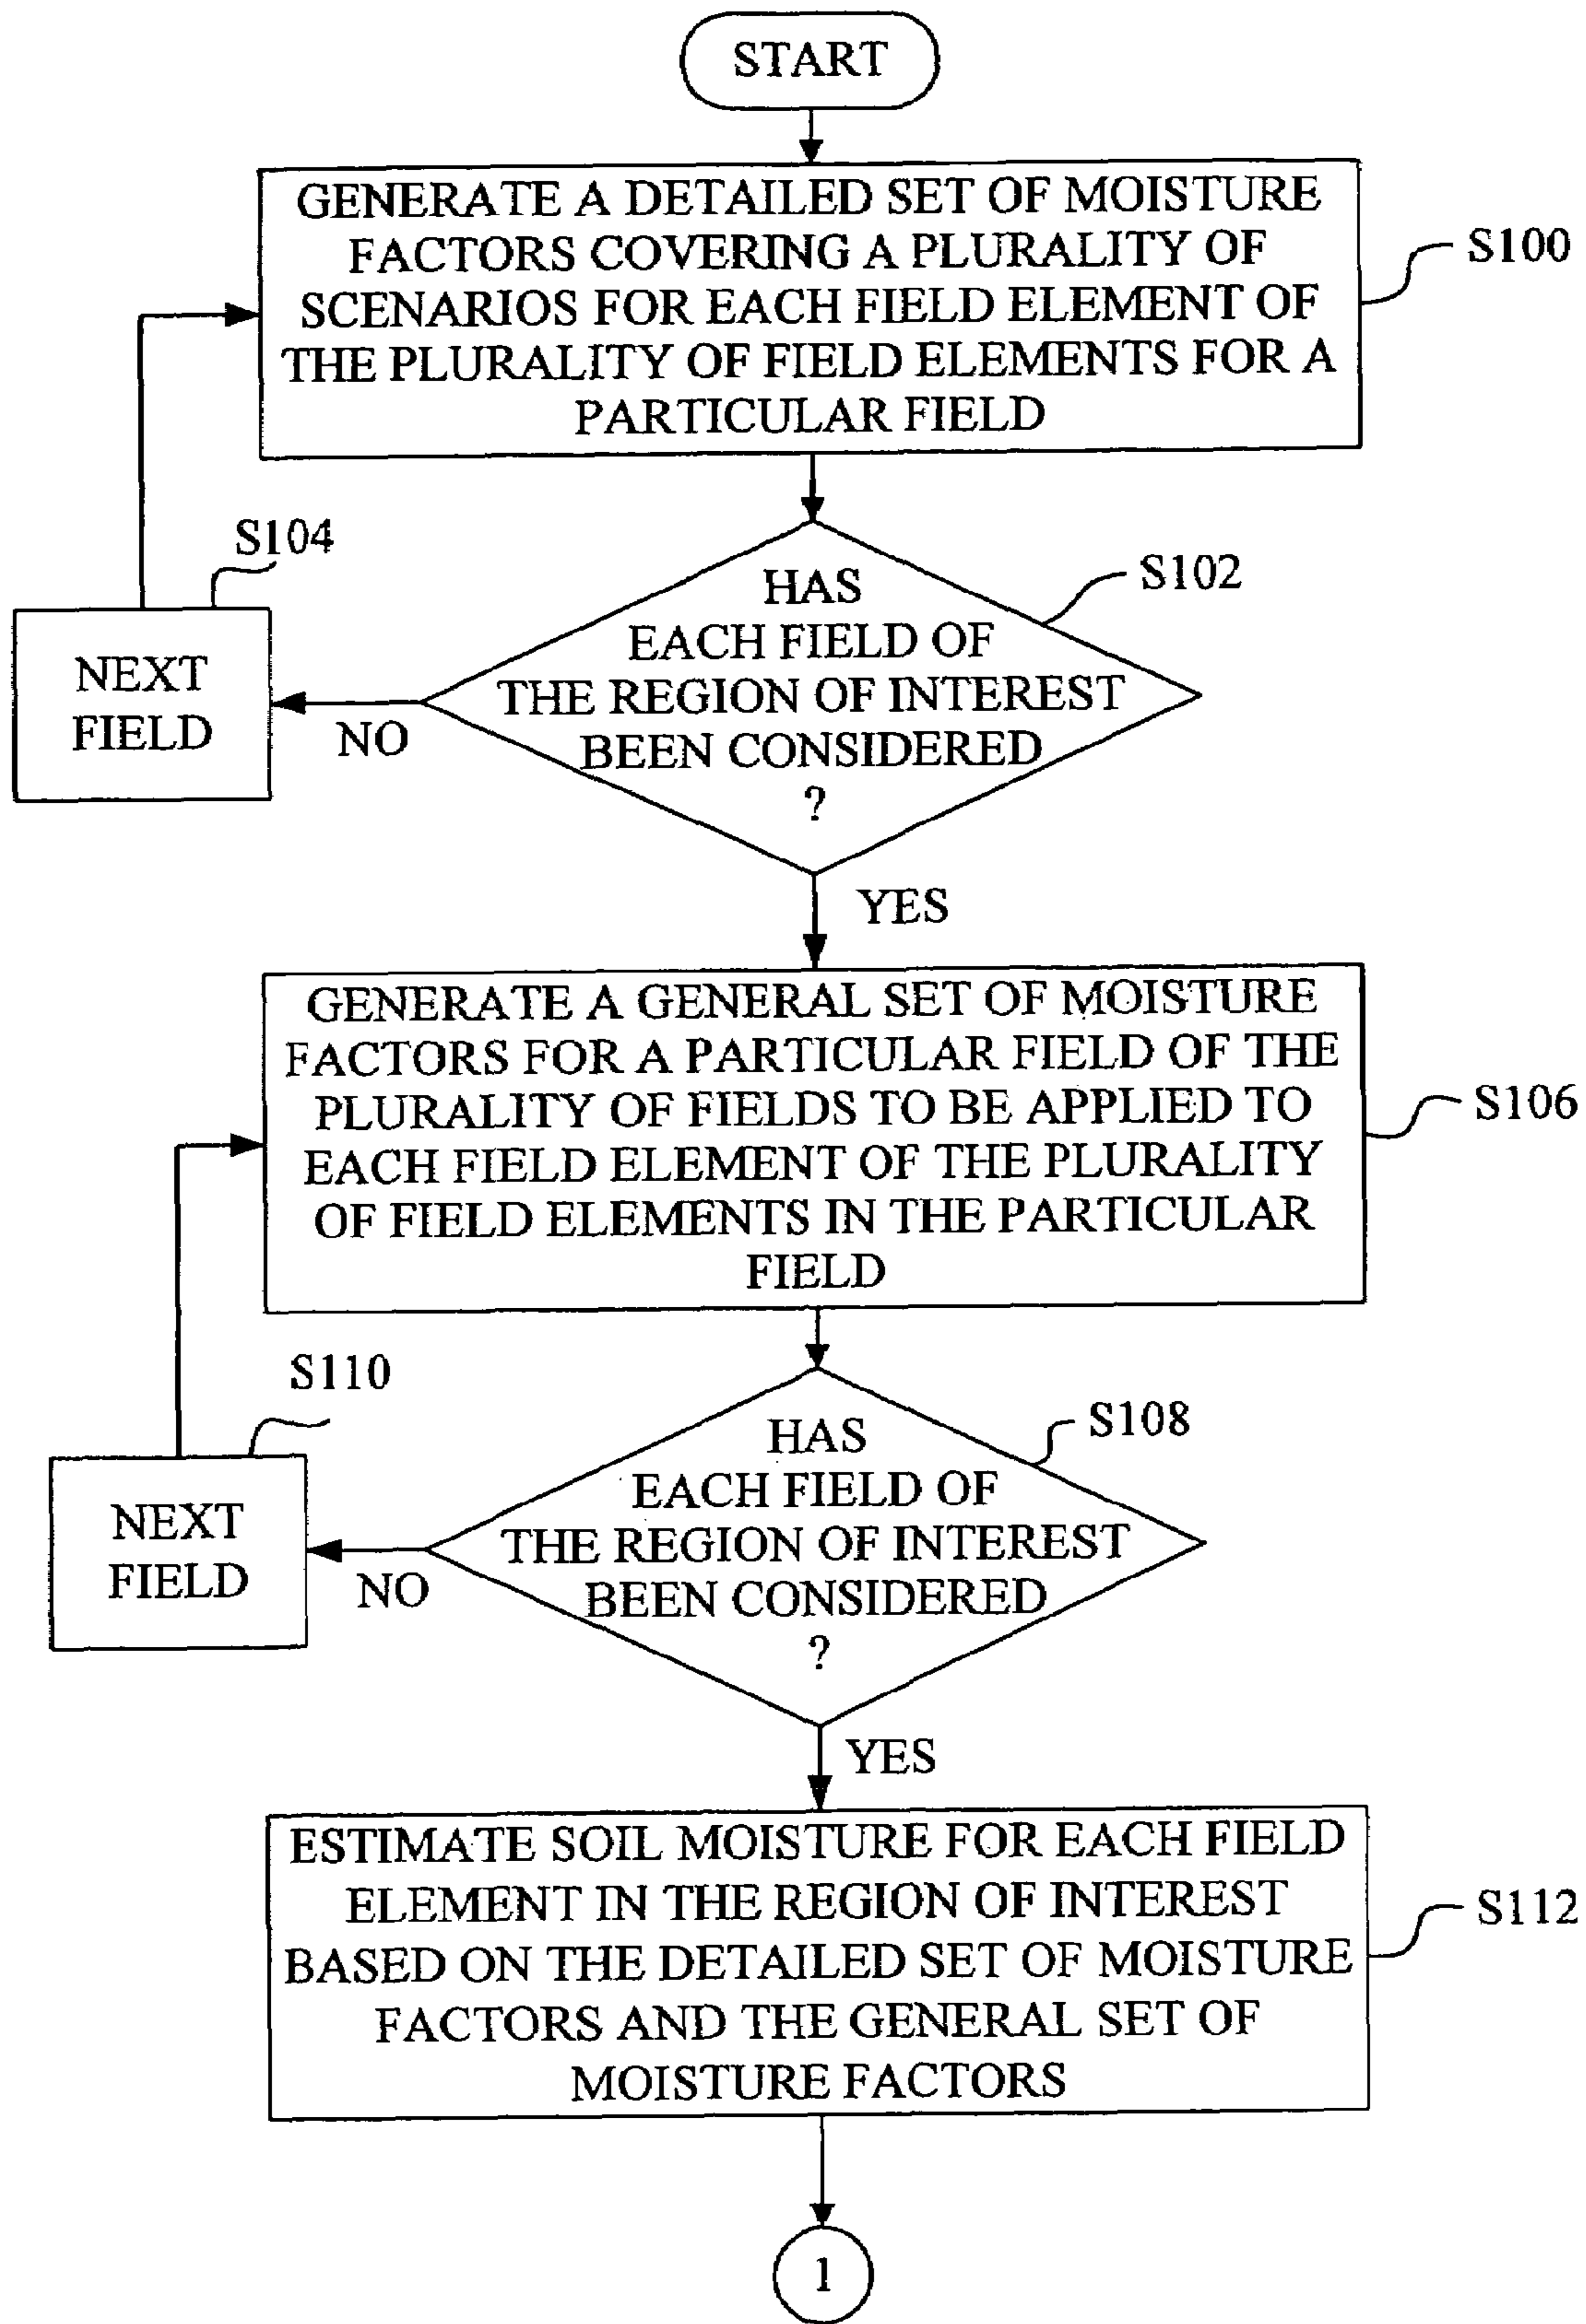 START
GENERATE A DETAILED SET OF MOISTURE
FACTORS COVERING A PLURALITY OF
SCENARIOS FOR EACH FIELD ELEMENT OF
THE PLURALITY OF FIELD ELEMENTS FOR A
PARTICULAR FIELD
S100
S104
NEXT
FIELD
NO
HAS
EACH FIELD OF
THE REGION OF INTEREST
BEEN CONSIDERED
?
S102
YES
GENERATE A GENERAL SET OF MOISTURE
FACTORS FOR A PARTICULAR FIELD OF THE
PLURALITY OF FIELDS TO BE APPLIED TO
EACH FIELD ELEMENT OF THE PLURALITY
OF FIELD ELEMENTS IN THE PARTICULAR
FIELD
S106
S110
NEXT
FIELD
NO
HAS
EACH FIELD OF
THE REGION OF INTEREST
BEEN CONSIDERED
?
S108
YES
ESTIMATE SOIL MOISTURE FOR EACH FIELD
ELEMENT IN THE REGION OF INTEREST
BASED ON THE DETAILED SET OF MOISTURE
FACTORS AND THE GENERAL SET OF
MOISTURE FACTORS
S112
1